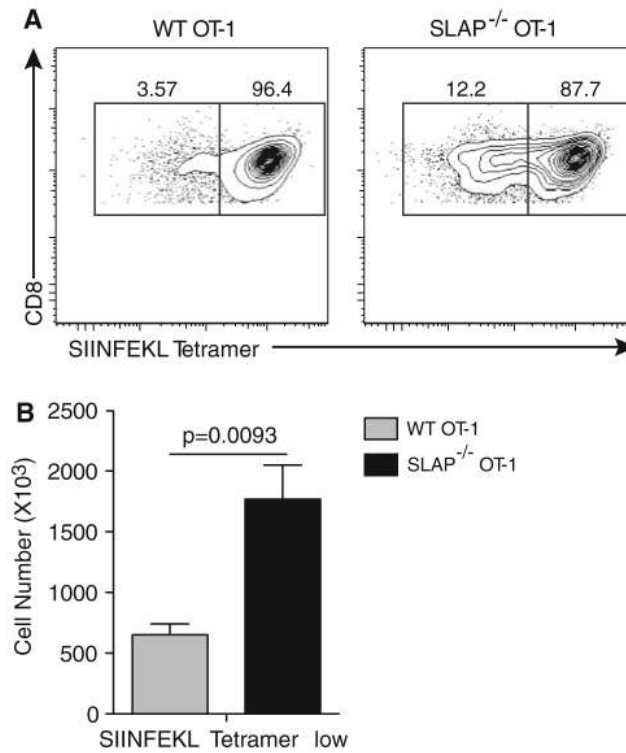 A
WT OT-1
SLAP-/- OT-1
3.57 96.4
12.2 87.7
CD8
SIINFEKL Tetramer
B
2500
2000
1500
1000
500
0
Cell Number (X10³)
p=0.0093
WT OT-1
SLAP-/- OT-1
SIINFEKL Tetramer low